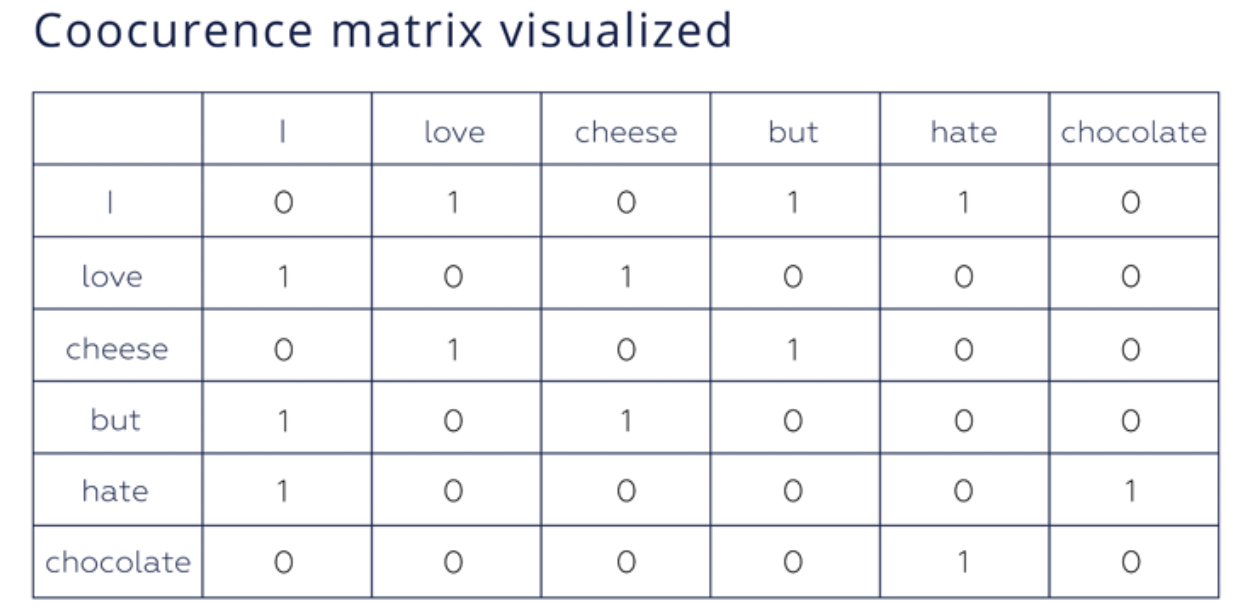 Coocurence matrix visualized
I love cheese but hate chocolate
I 0 1 0 1 1 0
love 1 0 1 0 0 0
cheese 0 1 0 1 0 0
but 1 0 1 0 0 0
hate 1 0 0 0 0 1
chocolate 0 0 0 0 1 0